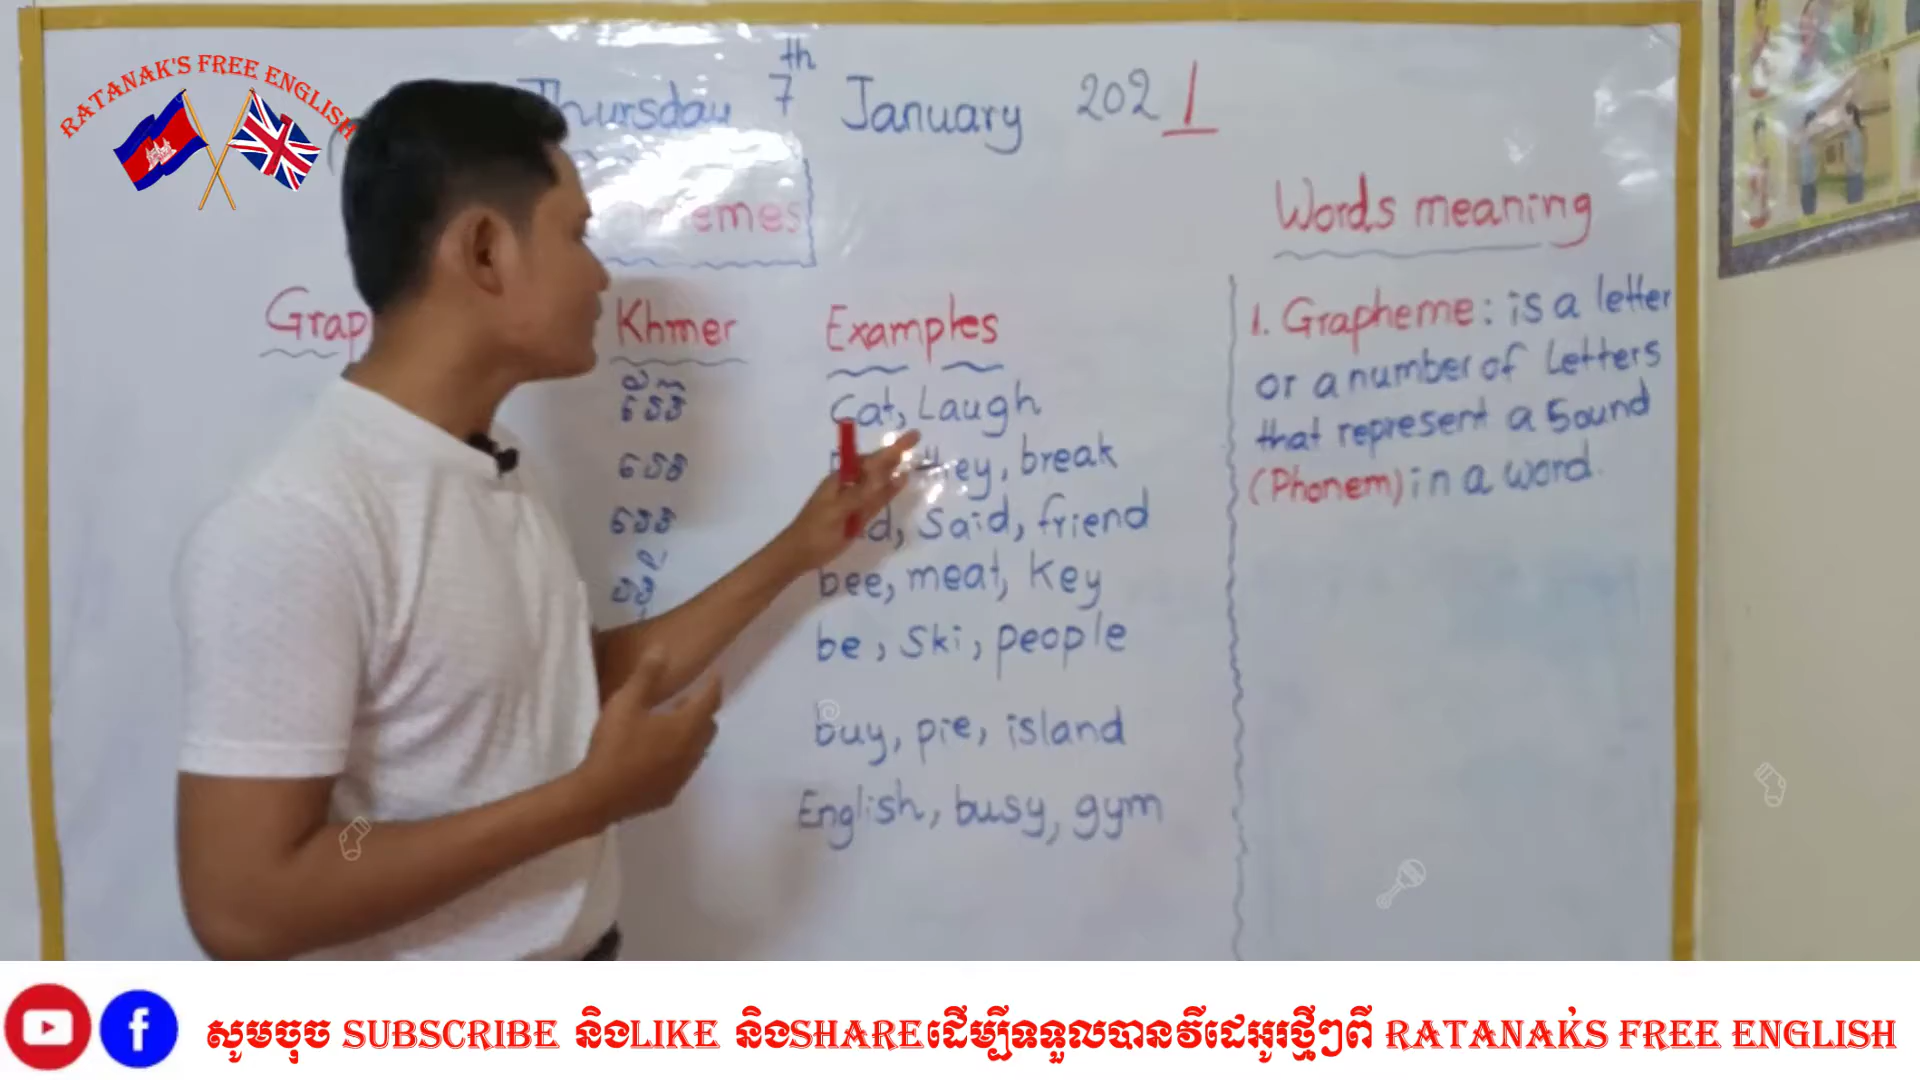 RATANAK'S FREE ENGLISH
Thursday 7th January 2021
Words meaning
Khmer
Examples
Cat, Laugh
break
said, friend
bee, meat, key
be, ski, people
buy, pie, island
English, busy, gym
1. Grapheme: is a letter
or a number of Letters
that represent a Sound
(Phonem) in a word.
សូមចុច SUBSCRIBE និងLIKE និងSHAREដើម្បីទទួលបានវីដេអូរថ្មីៗពី RATANAK'S FREE ENGLISH